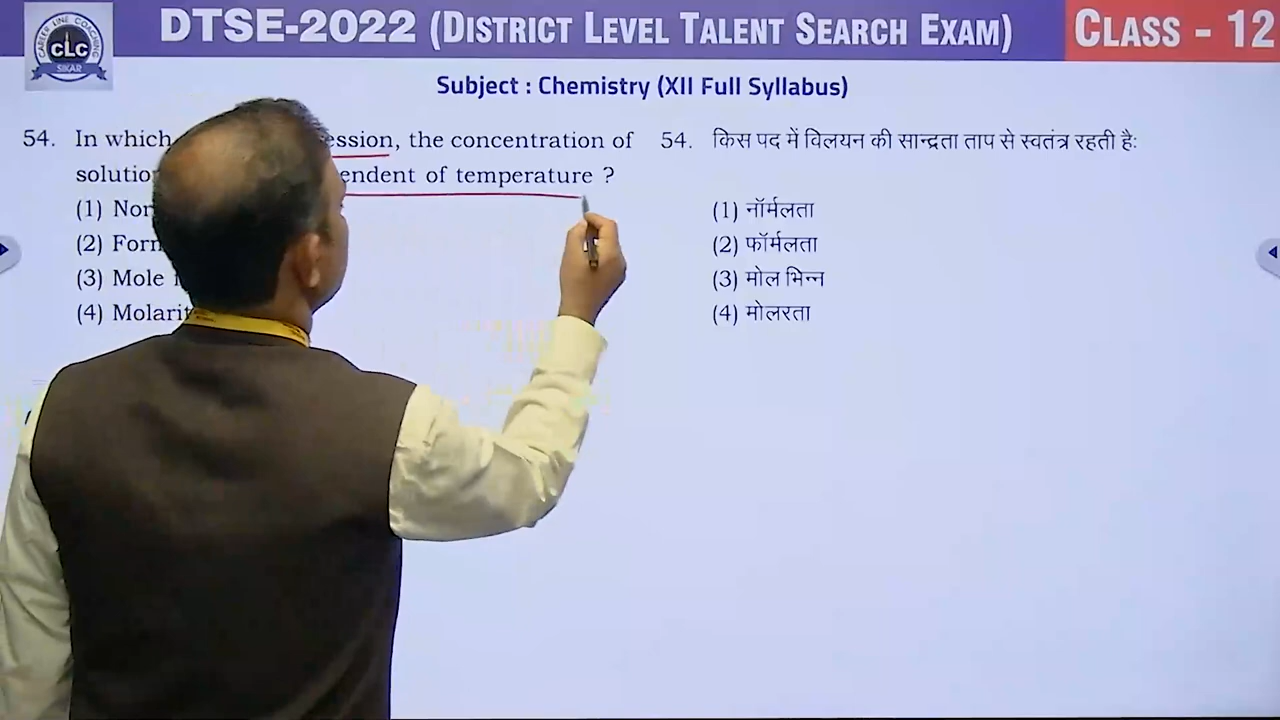 DTSE-2022 (DISTRICT LEVEL TALENT SEARCH EXAM) CLASS - 12
CAREER LINE COACHING
CLC
SIKAR
Subject : Chemistry (XII Full Syllabus)
54. In which ession, the concentration of
solution endent of temperature ?
(1) Nor
(2) Form
(3) Mole
(4) Molarit
54. किस पद में विलयन की सान्द्रता ताप से स्वतंत्र रहती है:
(1) नॉर्मलता
(2) फॉर्मलता
(3) मोल भिन्न
(4) मोलरता